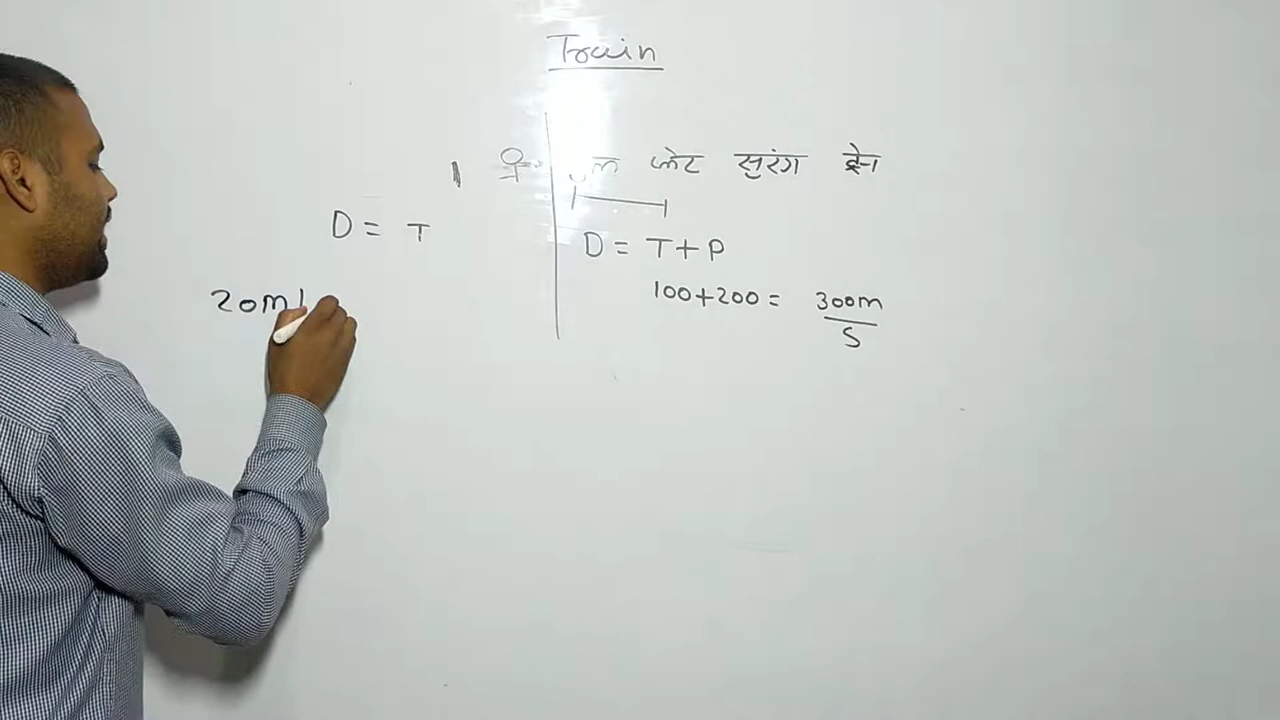 Train
प्लेट सुरंग ट्रेन
D = T
D = T + P
20m
100+200 = 300m
S